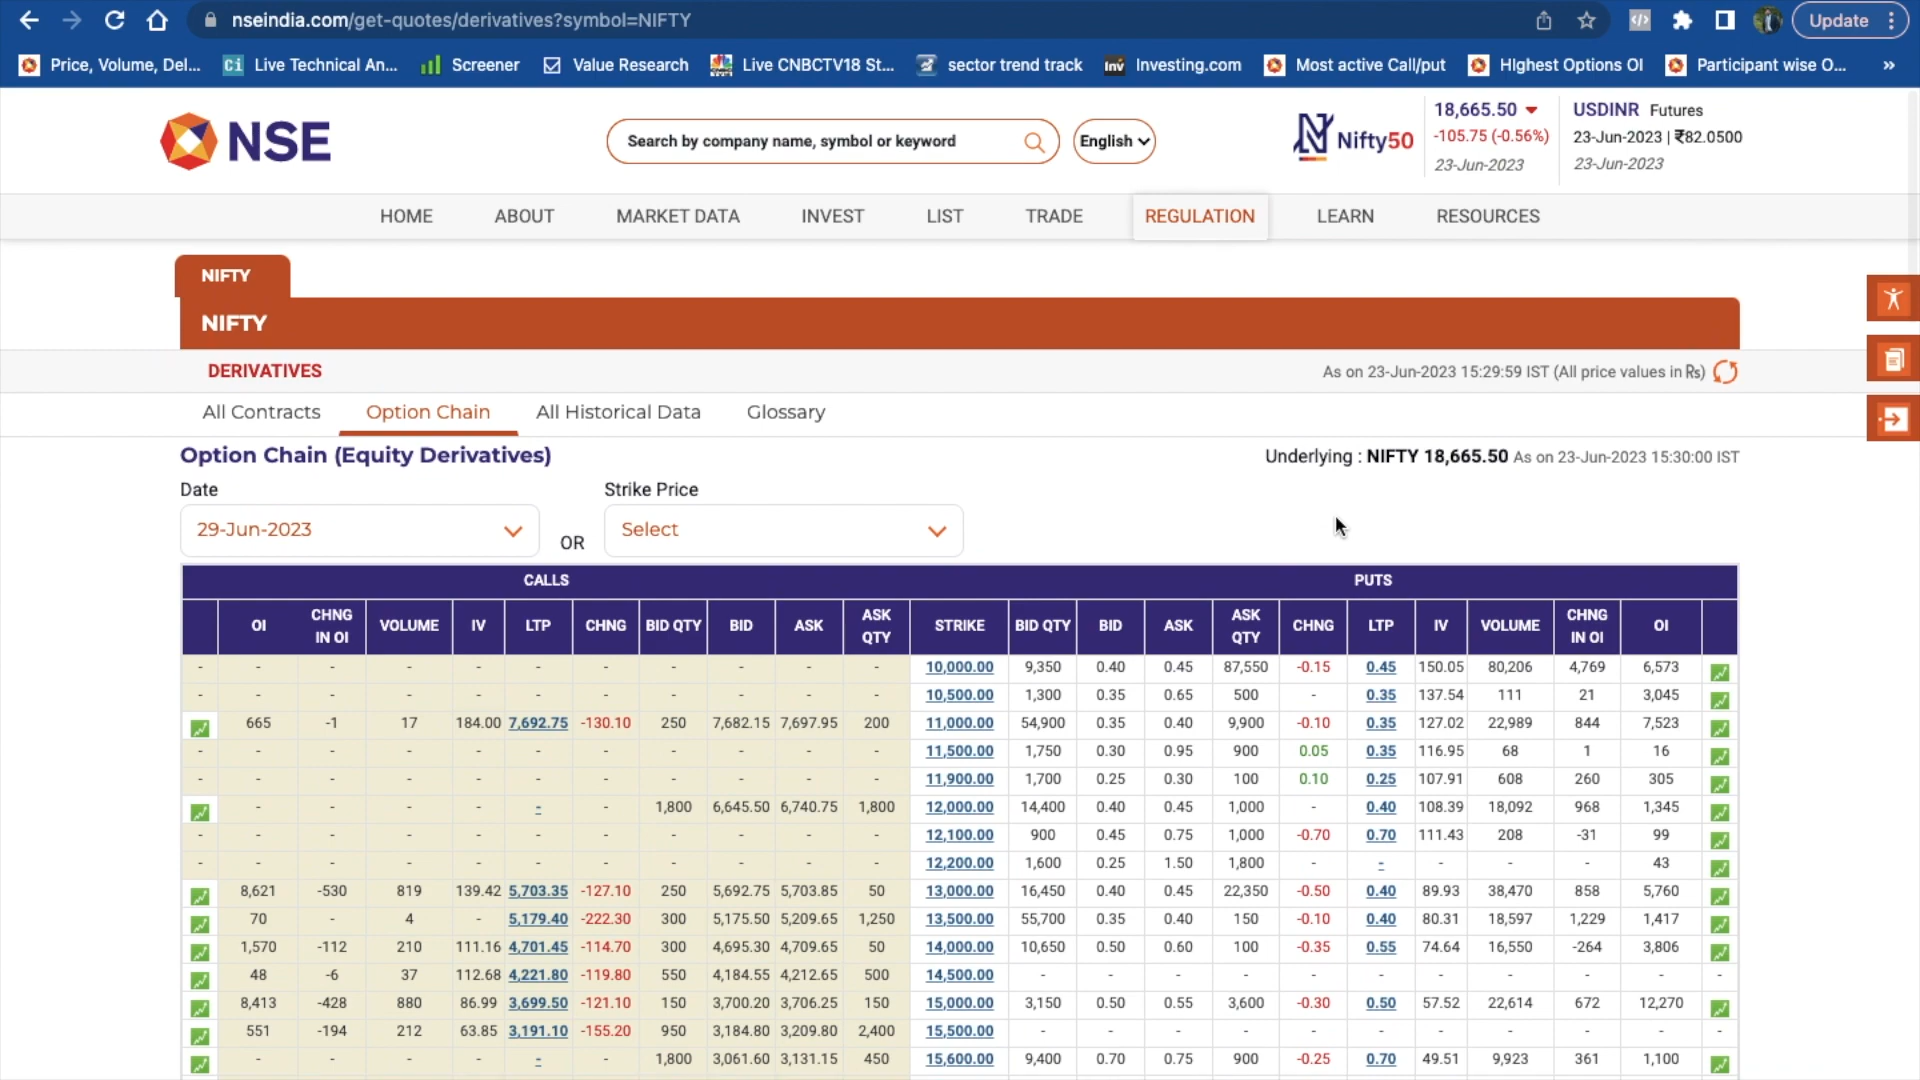 nseindia.com/get-quotes/derivatives?symbol=NIFTY
Update
Price, Volume, Del...
Ci Live Technical An...
Screener
Value Research
Live CNBCTV18 St...
sector trend track
Inv Investing.com
Most active Call/put
HIghest Options OI
Participant wise O...
»
NSE
Search by company name, symbol or keyword
English
Nifty50
18,665.50
-105.75 (-0.56%)
23-Jun-2023
USDINR Futures
23-Jun-2023 | ₹82.0500
23-Jun-2023
HOME ABOUT MARKET DATA INVEST LIST TRADE REGULATION LEARN RESOURCES
NIFTY
NIFTY
DERIVATIVES
As on 23-Jun-2023 15:29:59 IST (All price values in ₨)
All Contracts Option Chain All Historical Data Glossary
Option Chain (Equity Derivatives)
Underlying : NIFTY 18,665.50 As on 23-Jun-2023 15:30:00 IST
Date
Strike Price
29-Jun-2023
OR
Select
CALLS PUTS
OI CHNG IN OI VOLUME IV LTP CHNG BID QTY BID ASK ASK QTY STRIKE BID QTY BID ASK ASK QTY CHNG LTP IV VOLUME CHNG IN OI OI
- - - - - - - - - - - 10,000.00 9,350 0.40 0.45 87,550 -0.15 0.45 150.05 80,206 4,769 6,573
- - - - - - - - - - - 10,500.00 1,300 0.35 0.65 500 - 0.35 137.54 111 21 3,045
665 -1 17 184.00 7,692.75 -130.10 250 7,682.15 7,697.95 200 11,000.00 54,900 0.35 0.40 9,900 -0.10 0.35 127.02 22,989 844 7,523
- - - - - - - - - - - 11,500.00 1,750 0.30 0.95 900 0.05 0.35 116.95 68 1 16
- - - - - - - - - - - 11,900.00 1,700 0.25 0.30 100 0.10 0.25 107.91 608 260 305
- - - - - - 1,800 6,645.50 6,740.75 1,800 12,000.00 14,400 0.40 0.45 1,000 - 0.40 108.39 18,092 968 1,345
- - - - - - - - - - - 12,100.00 900 0.45 0.75 1,000 -0.70 0.70 111.43 208 -31 99
- - - - - - - - - - - 12,200.00 1,600 0.25 1.50 1,800 - - - - - 43
8,621 -530 819 139.42 5,703.35 -127.10 250 5,692.75 5,703.85 50 13,000.00 16,450 0.40 0.45 22,350 -0.50 0.40 89.93 38,470 858 5,760
70 - 4 - 5,179.40 -222.30 300 5,175.50 5,209.65 1,250 13,500.00 55,700 0.35 0.40 150 -0.10 0.40 80.31 18,597 1,229 1,417
1,570 -112 210 111.16 4,701.45 -114.70 300 4,695.30 4,709.65 50 14,000.00 10,650 0.50 0.60 100 -0.35 0.55 74.64 16,550 -264 3,806
48 -6 37 112.68 4,221.80 -119.80 550 4,184.55 4,212.65 500 14,500.00 - - - - - - - - - - -
8,413 -428 880 86.99 3,699.50 -121.10 150 3,700.20 3,706.25 150 15,000.00 3,150 0.50 0.55 3,600 -0.30 0.50 57.52 22,614 672 12,270
551 -194 212 63.85 3,191.10 -155.20 950 3,184.80 3,209.80 2,400 15,500.00 - - - - - - - - - - -
- - - - - - 1,800 3,061.60 3,131.15 450 15,600.00 9,400 0.70 0.75 900 -0.25 0.70 49.51 9,923 361 1,100